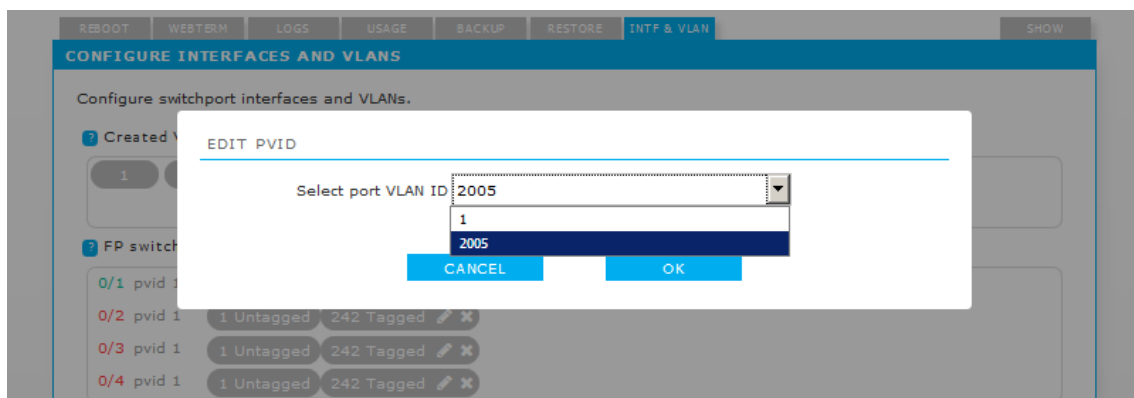 REBOOT WEBTERM LOGS USAGE BACKUP RESTORE INTF & VLAN SHOW
CONFIGURE INTERFACES AND VLANS
Configure switchport interfaces and VLANs.
? Created
EDIT PVID
1
Select port VLAN ID 2005
1
2005
? FP switch
CANCEL OK
0/1 pvid 1
0/2 pvid 1 1 Untagged 242 Tagged
0/3 pvid 1 1 Untagged 242 Tagged
0/4 pvid 1 1 Untagged 242 Tagged